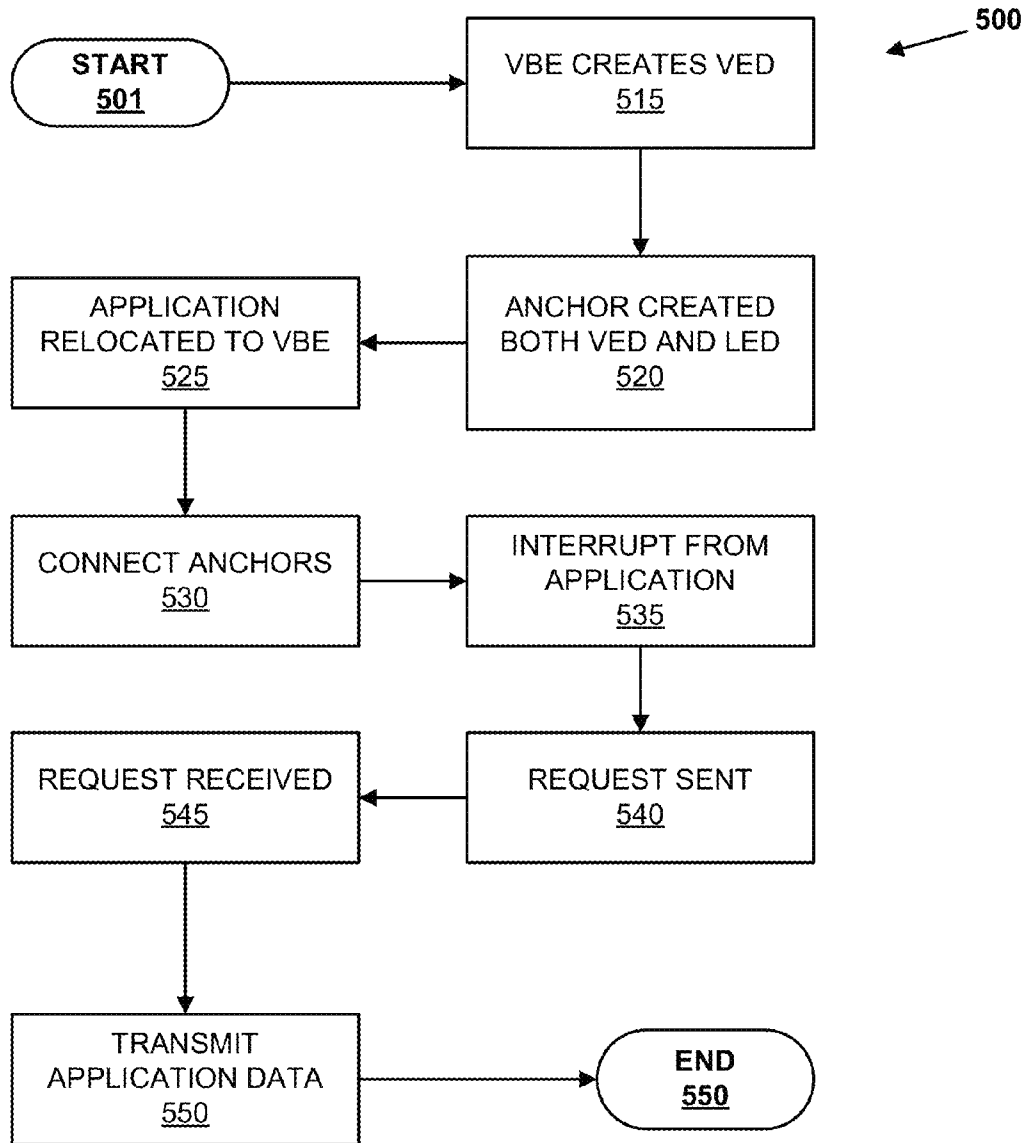 500
START
501
VBE CREATES VED
515
ANCHOR CREATED
BOTH VED AND LED
520
APPLICATION
RELOCATED TO VBE
525
CONNECT ANCHORS
530
INTERRUPT FROM
APPLICATION
535
REQUEST SENT
540
REQUEST RECEIVED
545
TRANSMIT
APPLICATION DATA
550
END
550